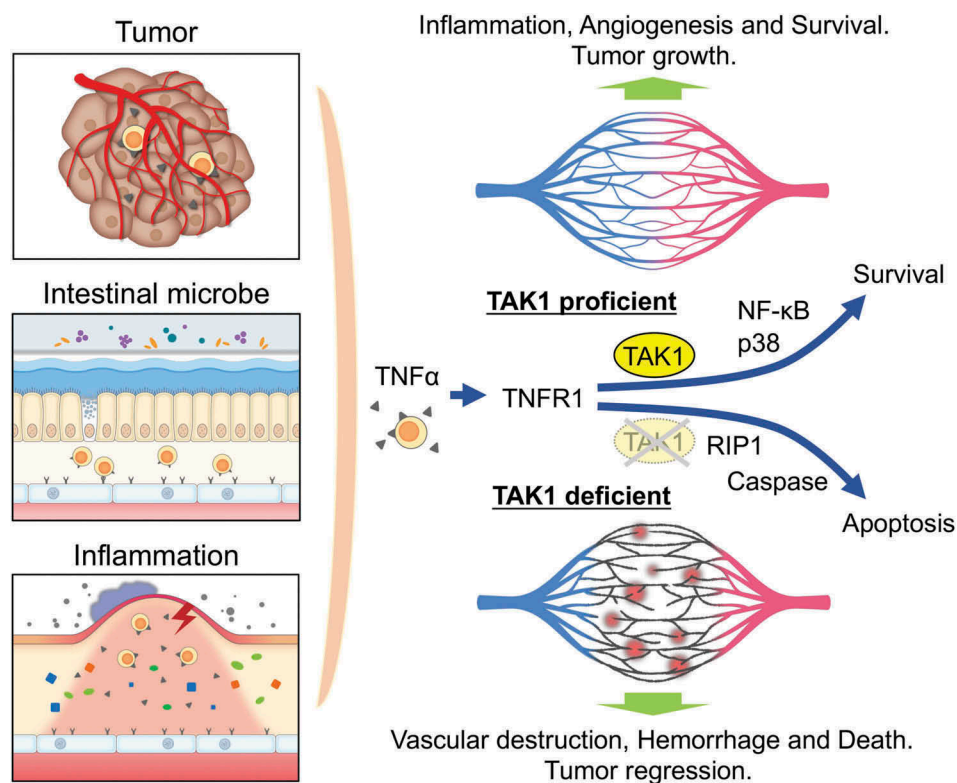 Tumor
Intestinal microbe
Inflammation
Inflammation, Angiogenesis and Survival.
Tumor growth.
TAK1 proficient
TNFα
TNFR1
TAK1
NF-κB
p38
Survival
TAK1
RIP1
Caspase
Apoptosis
TAK1 deficient
Vascular destruction, Hemorrhage and Death.
Tumor regression.